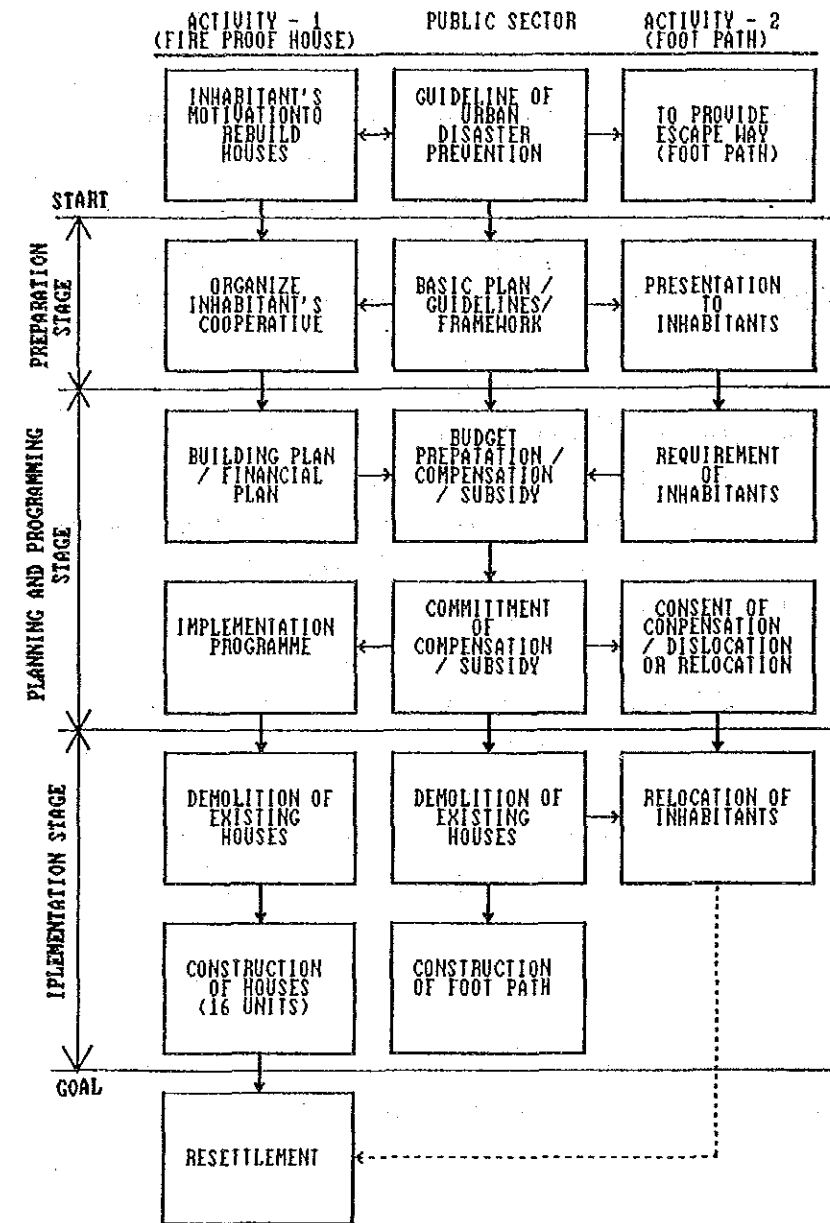 ACTIVITY - 1
(FIRE PROOF HOUSE)
PUBLIC SECTOR
ACTIVITY - 2
(FOOT PATH)
INHABITANT'S
MOTIVATIONTO
REBUILD
HOUSES
GUIDELINE OF
URBAN
DISASTER
PREVENTION
TO PROVIDE
ESCAPE WAY
(FOOT PATH)
START
PREPARATION
STAGE
ORGANIZE
INHABITANT'S
COOPERATIVE
BASIC PLAN /
GUIDELINES/
FRAMEWORK
PRESENTATION
TO
INHABITANTS
PLANNING AND PROGRAMMING
STAGE
BUILDING PLAN
/ FINANCIAL
PLAN
BUDGET
PREPATATION /
COMPENSATION
/ SUBSIDY
REQUIREMENT
OF
INHABITANTS
IMPLEMENTATION
PROGRAMME
COMMITTMENT
OF
COMPENSATION
/ SUBSIDY
CONSENT OF
CONPENSATION
/ DISLOCATION
OR RELOCATION
IPLEMENTATION STAGE
DEMOLITION OF
EXISTING
HOUSES
DEMOLITION OF
EXISTING
HOUSES
RELOCATION OF
INHABITANTS
CONSTRUCTION
OF HOUSES
(16 UNITS)
CONSTRUCTION
OF FOOT PATH
GOAL
RESETTLEMENT